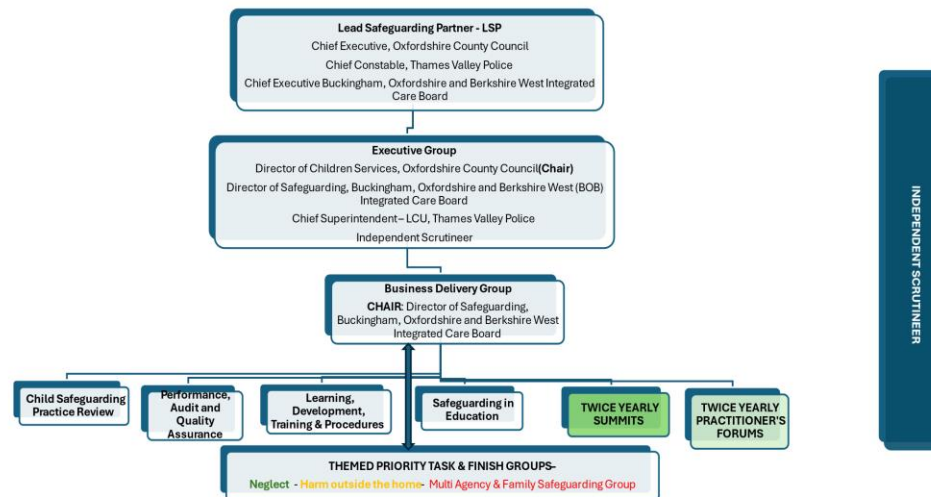 Lead Safeguarding Partner - LSP
Chief Executive, Oxfordshire County Council
Chief Constable, Thames Valley Police
Chief Executive Buckingham, Oxfordshire and Berkshire West Integrated
Care Board
Executive Group
Director of Children Services, Oxfordshire County Council(Chair)
Director of Safeguarding, Buckingham, Oxfordshire and Berkshire West (BOB)
Integrated Care Board
Chief Superintendent– LCU, Thames Valley Police
Independent Scrutineer
Business Delivery Group
CHAIR: Director of Safeguarding,
Buckingham, Oxfordshire and Berkshire West
Integrated Care Board
Child Safeguarding
Practice Review
Performance,
Audit and
Quality
Assurance
Learning,
Development,
Training & Procedures
Safeguarding in
Education
TWICE YEARLY
SUMMITS
TWICE YEARLY
PRACTITIONER'S
FORUMS
THEMED PRIORITY TASK & FINISH GROUPS–
Neglect - Harm outside the home- Multi Agency & Family Safeguarding Group
INDEPENDENT SCRUTINEER